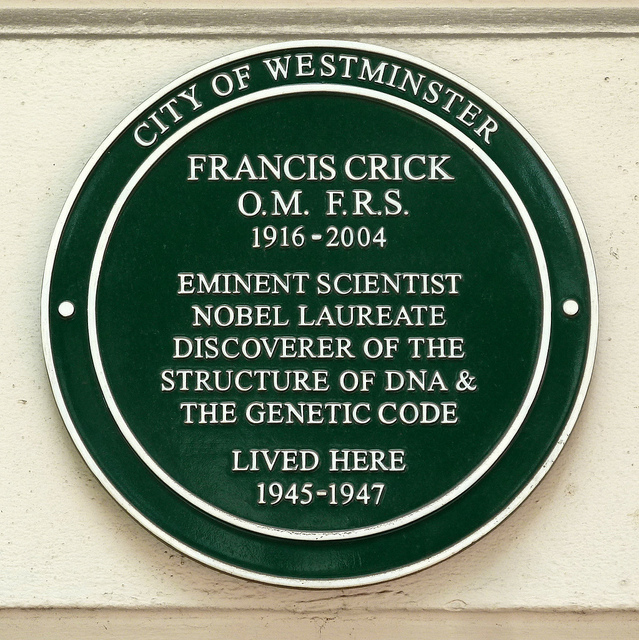 CITY OF WESTMINSTER
FRANCIS CRICK
O.M. F.R.S.
1916-2004
EMINENT SCIENTIST
NOBEL LAUREATE
DISCOVERER OF THE
STRUCTURE OF DNA &
THE GENETIC CODE
LIVED HERE
1945-1947